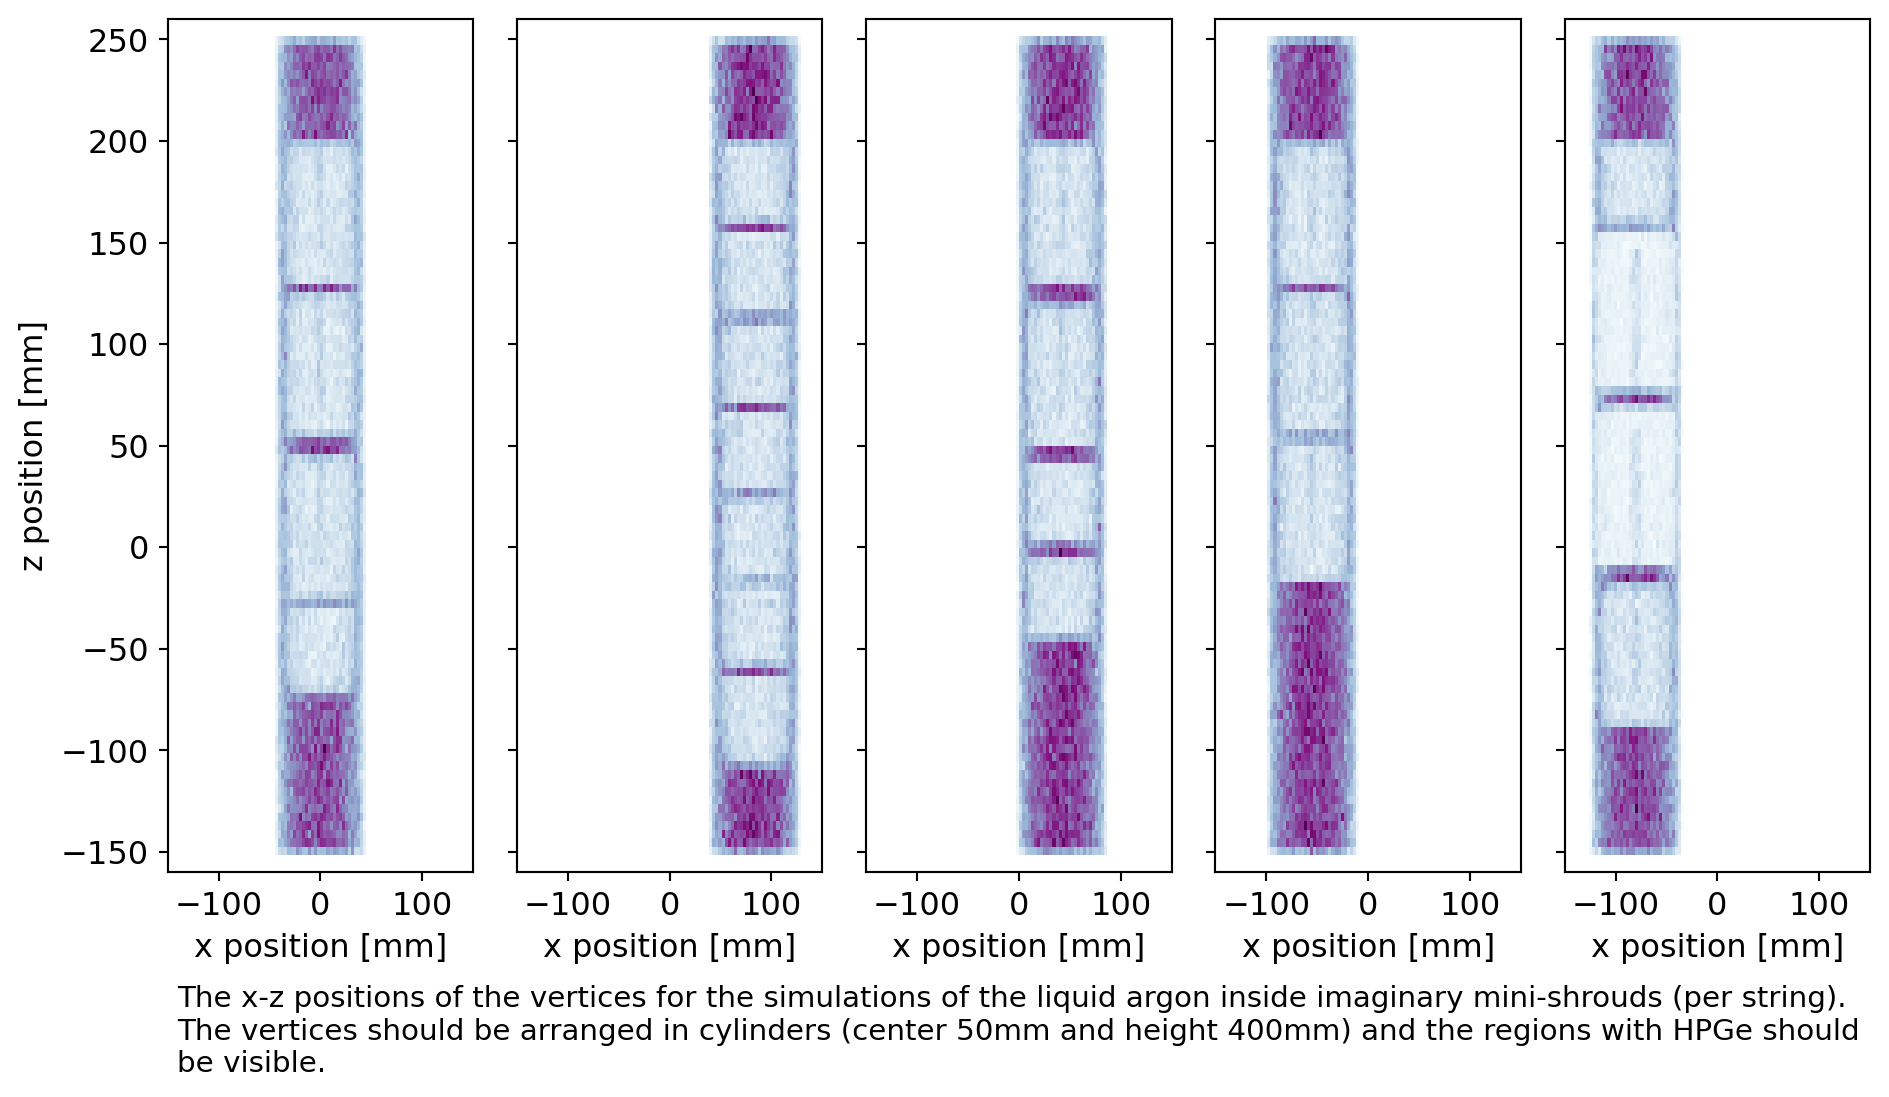 250
200
150
100
50
0
−50
−100
−150
z position [mm]
−100 0 100 −100 0 100 −100 0 100 −100 0 100 −100 0 100
x position [mm] x position [mm] x position [mm] x position [mm] x position [mm]
The x-z positions of the vertices for the simulations of the liquid argon inside imaginary mini-shrouds (per string).
The vertices should be arranged in cylinders (center 50mm and height 400mm) and the regions with HPGe should
be visible.